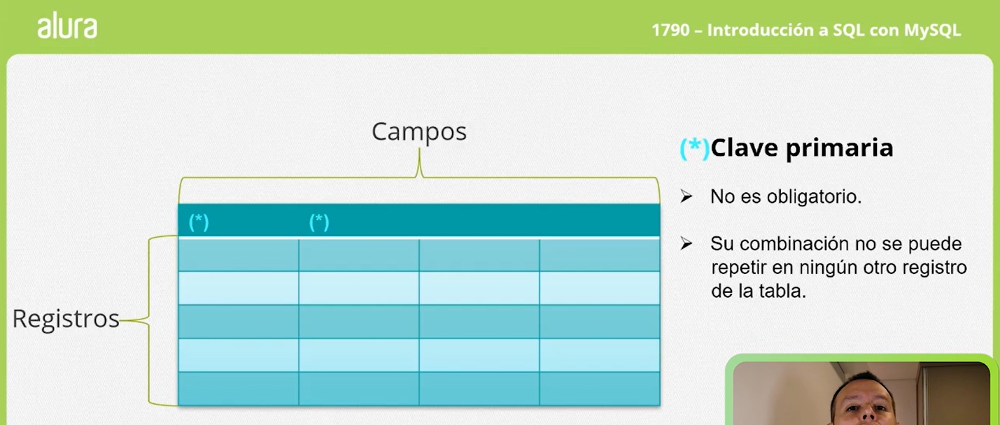 alura
1790 – Introducción a SQL con MySQL
Campos
(*) (*)
Registros
(*)Clave primaria
➢ No es obligatorio.
➢ Su combinación no se puede
repetir en ningún otro registro
de la tabla.